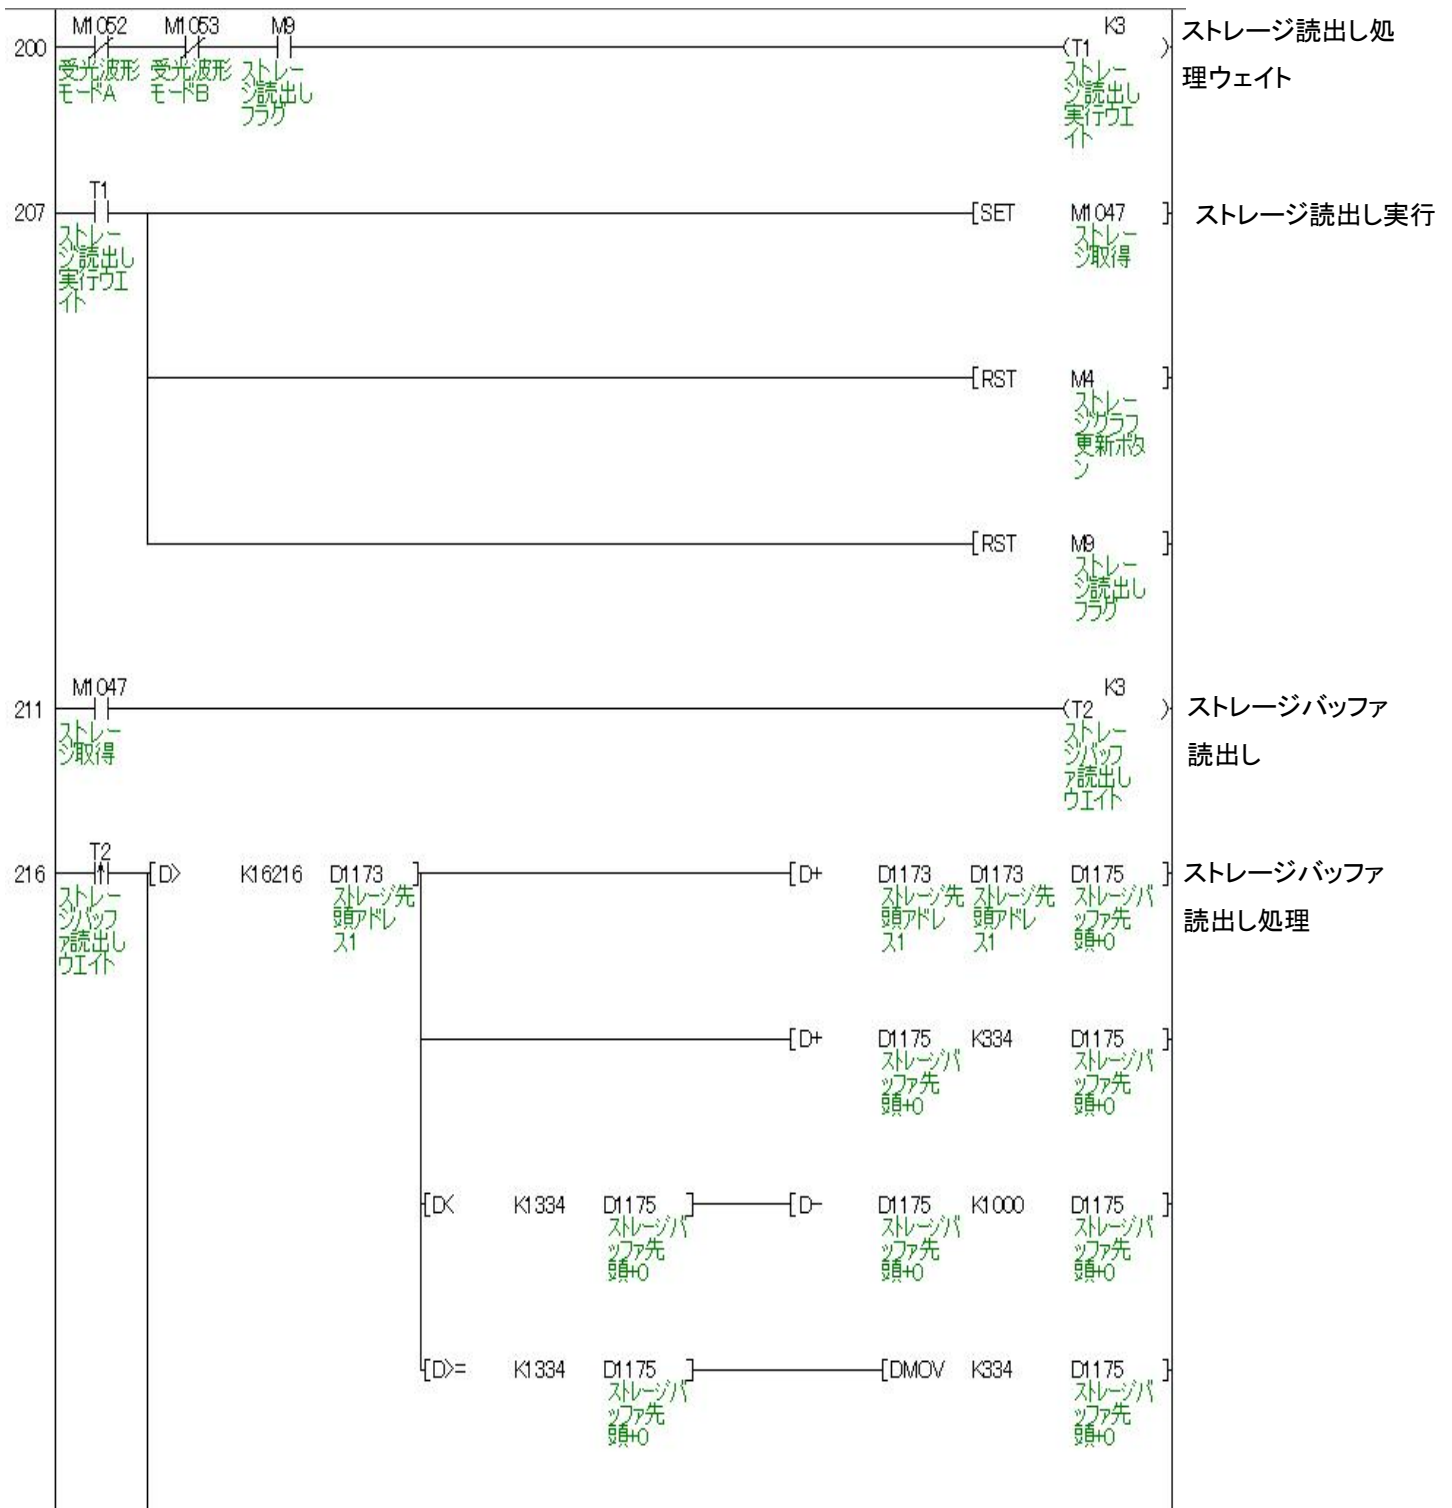 M1052 M1053 M9 K3
200 (T1 )
受光波形 受光波形 ストレー ストレー
モードA モードB ジ読出し ジ読出し
フラグ 実行ウエ
イト
ストレージ読出し処
理ウェイト
T1
207 [SET M1047 ]
ストレー ストレー
ジ読出し ジ取得
実行ウエ
イト
ストレージ読出し実行
[RST M4 ]
ストレー
ジグラフ
更新ボタ
ン
[RST M9 ]
ストレー
ジ読出し
フラグ
M1047 K3
211 (T2 )
ストレー ストレー
ジ取得 ジバッフ
ァ読出し
ウエイト
ストレージバッファ
読出し
T2
216 [D> K16216 D1173 ] [D+ D1173 D1173 D1175 ]
ストレー ストレージ先 ストレージ先 ストレージ先 ストレージバ
ジバッフ 頭アドレ 頭アドレ 頭アドレ ッファ先
ァ読出し ス1 ス1 ス1 頭+0
ウエイト
ストレージバッファ
読出し処理
[D+ D1175 K334 D1175 ]
ストレージバ ストレージバ
ッファ先 ッファ先
頭+0 頭+0
[D< K1334 D1175 ] [D- D1175 K1000 D1175 ]
ストレージバ ストレージバ ストレージバ
ッファ先 ッファ先 ッファ先
頭+0 頭+0 頭+0
[D>= K1334 D1175 ] [DMOV K334 D1175 ]
ストレージバ ストレージバ
ッファ先 ッファ先
頭+0 頭+0